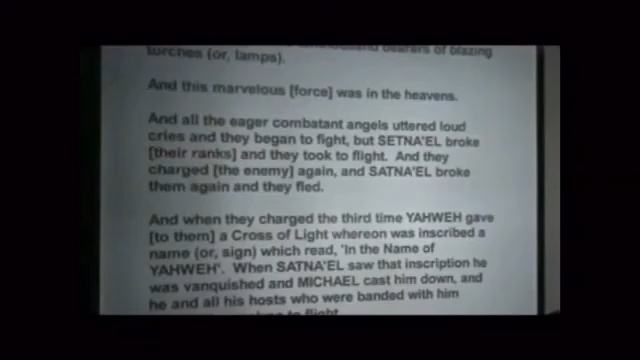 torches (or, lamps).
bearers of blazing
And this marvelous [force] was in the heavens.
And all the eager combatant angels uttered loud
cries and they began to fight, but SETNA'EL broke
[their ranks] and they took to flight. And they
charged [the enemy] again, and SATNA'EL broke
them again and they fled.
And when they charged the third time YAHWEH gave
[to them] a Cross of Light whereon was inscribed a
name (or, sign) which read, 'In the Name of
YAHWEH'. When SATNA'EL saw that inscription he
was vanquished and MICHAEL cast him down, and
he and all his hosts who were banded with him